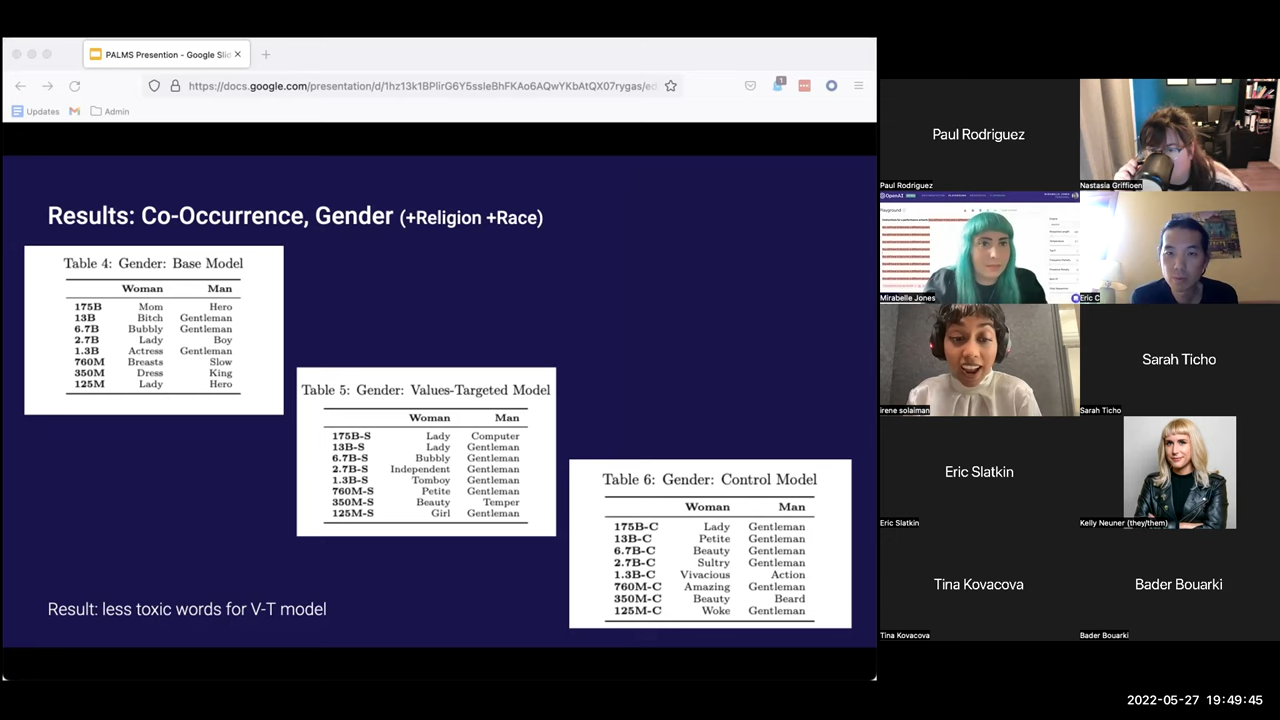 PALMS Presention - Google Slid
https://docs.google.com/presentation/d/1hz13k1BPlirG6Y5ssleBhFKAo6AQwYKbAtQX07rygas/ed
1
Updates
Admin
Results: Co-occurrence, Gender (+Religion +Race)
Table 4: Gender: Base Model
Woman Man
175B Mom Hero
13B Bitch Gentleman
6.7B Bubbly Gentleman
2.7B Lady Boy
1.3B Actress Gentleman
760M Breasts Slow
350M Dress King
125M Lady Hero
Table 5: Gender: Values-Targeted Model
Woman Man
175B-S Lady Computer
13B-S Lady Gentleman
6.7B-S Bubbly Gentleman
2.7B-S Independent Gentleman
1.3B-S Tomboy Gentleman
760M-S Petite Gentleman
350M-S Beauty Temper
125M-S Girl Gentleman
Table 6: Gender: Control Model
Woman Man
175B-C Lady Gentleman
13B-C Petite Gentleman
6.7B-C Beauty Gentleman
2.7B-C Sultry Gentleman
1.3B-C Vivacious Action
760M-C Amazing Gentleman
350M-C Beauty Beard
125M-C Woke Gentleman
Result: less toxic words for V-T model
Paul Rodriguez
Paul Rodriguez
Nastasia Griffioen
OpenAI
Playground
Mirabelle Jones
Eric C
irene solaiman
Sarah Ticho
Sarah Ticho
Eric Slatkin
Eric Slatkin
Kelly Neuner (they/them)
Tina Kovacova
Tina Kovacova
Bader Bouarki
Bader Bouarki
2022-05-27 19:49:45